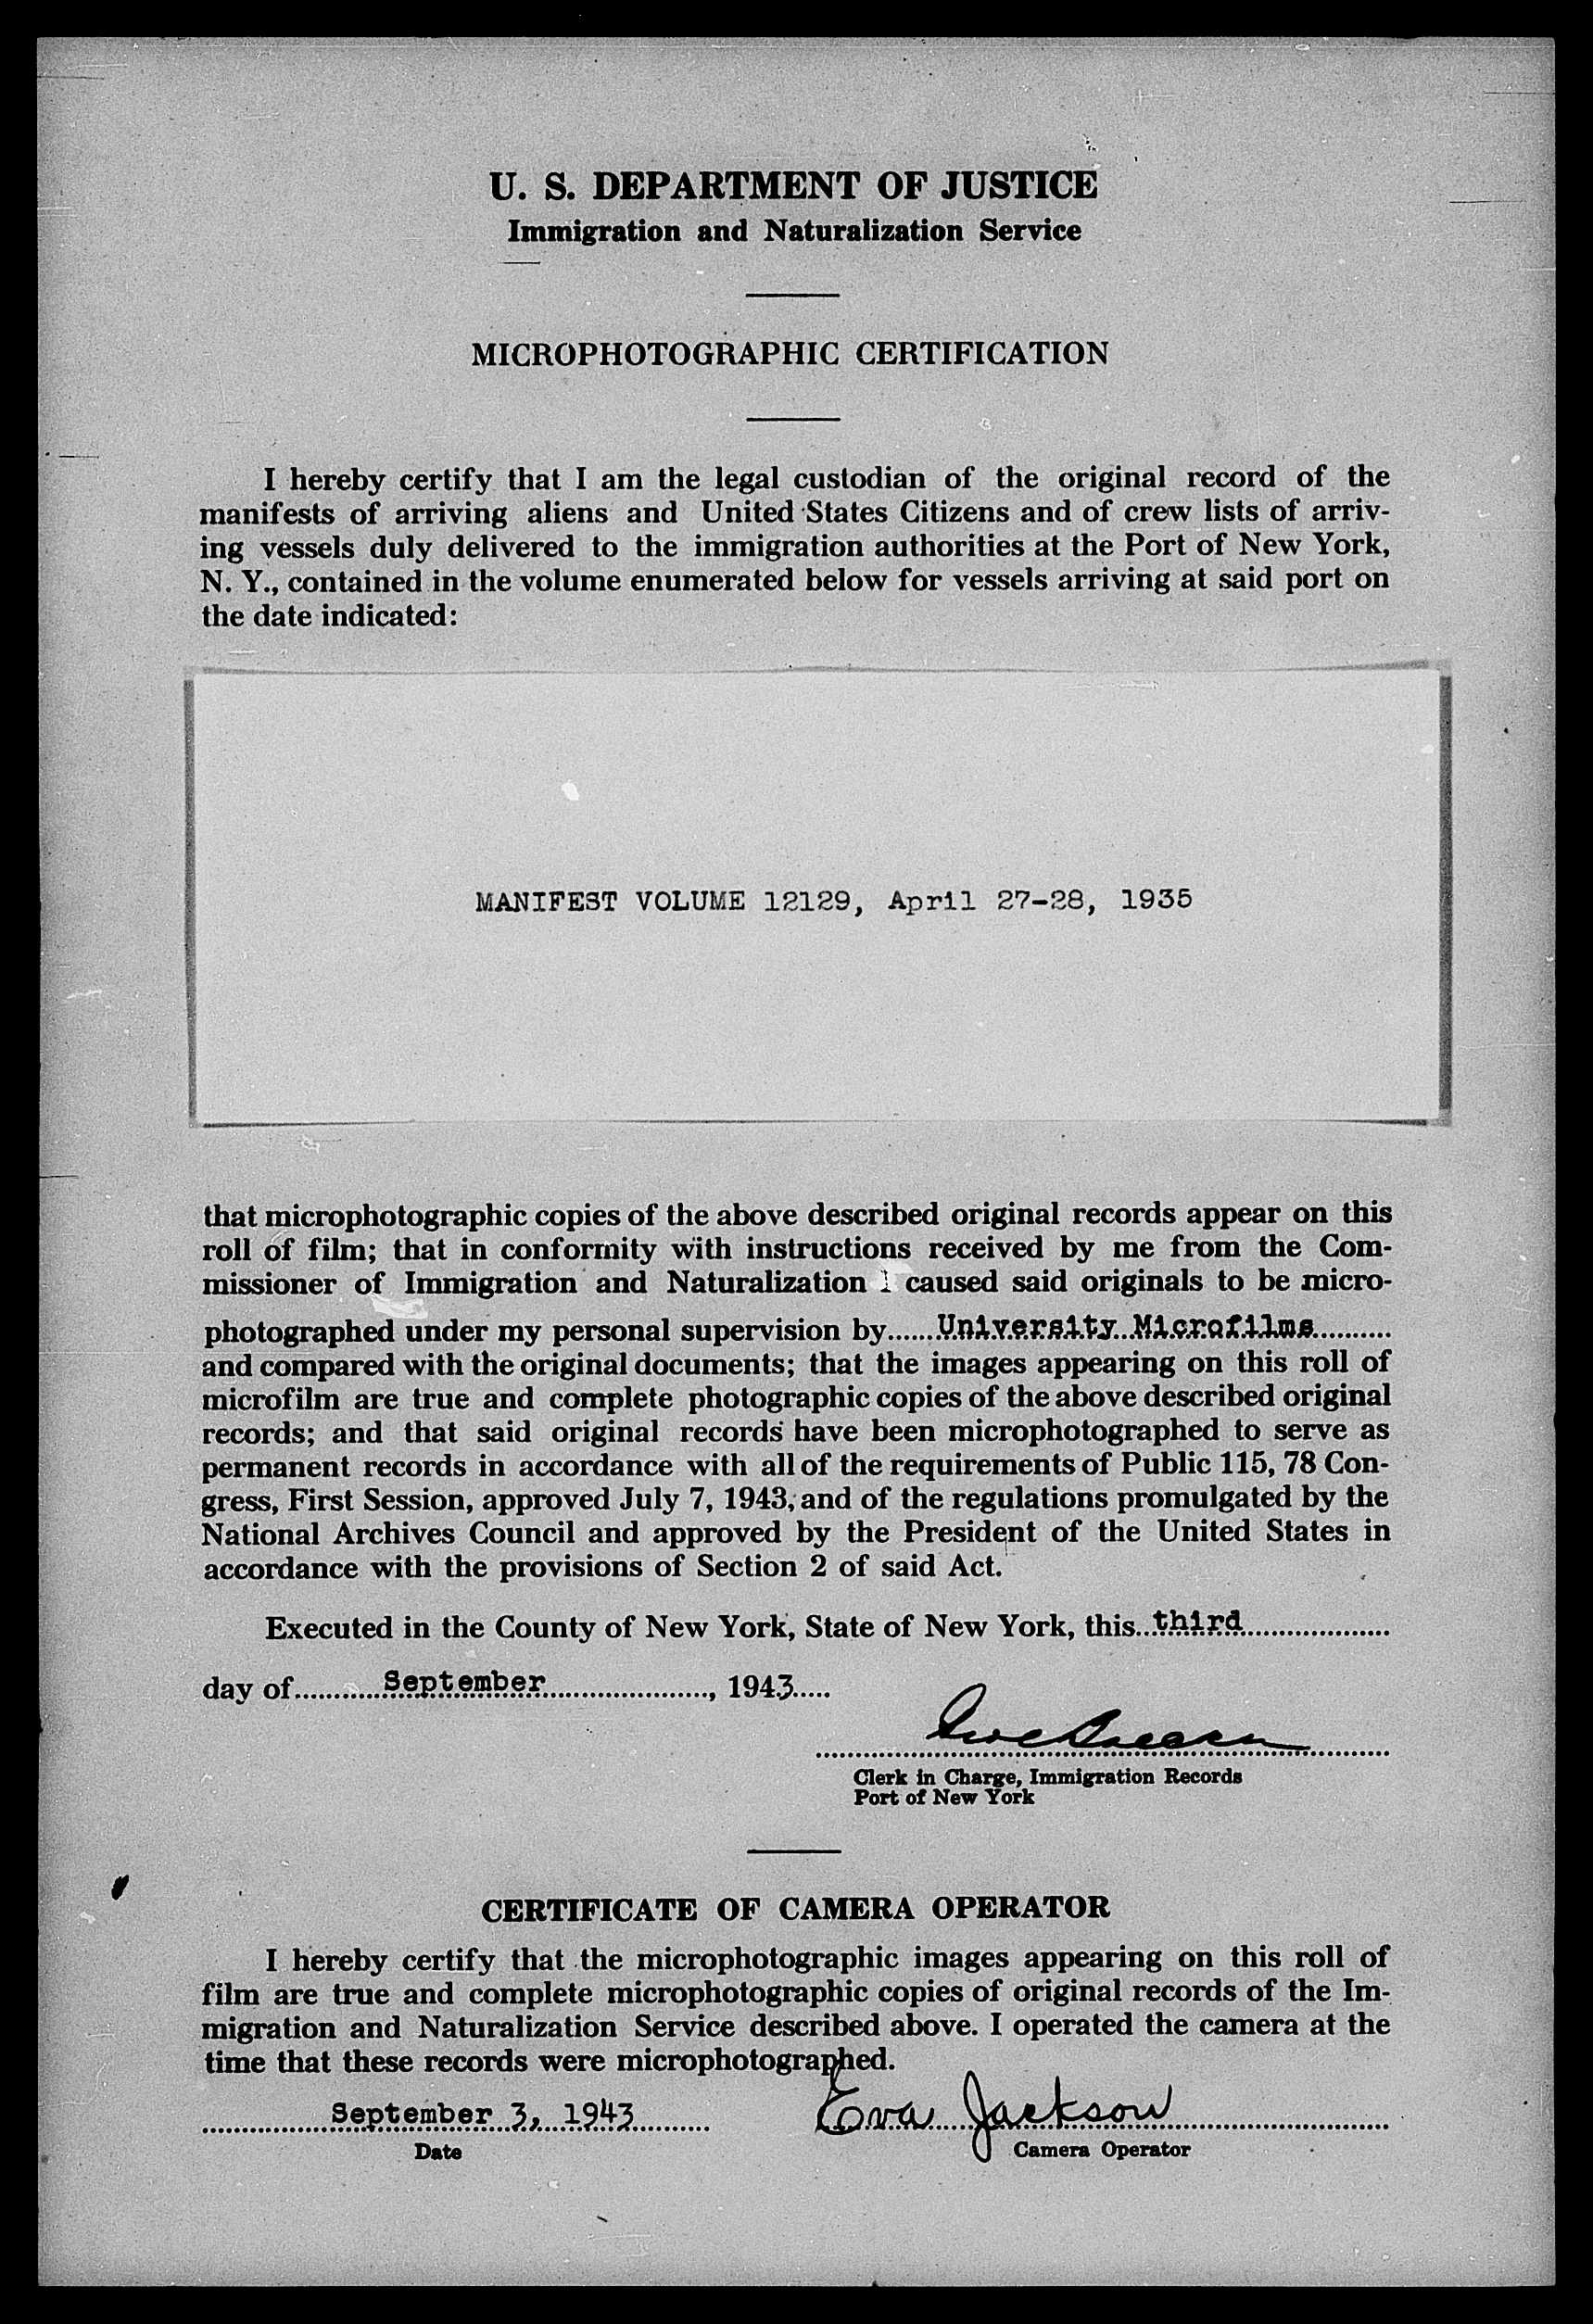 U. S. DEPARTMENT OF JUSTICE
Immigration and Naturalization Service
MICROPHOTOGRAPHIC CERTIFICATION
I hereby certify that I am the legal custodian of the original record of the
manifests of arriving aliens and United States Citizens and of crew lists of arriv-
ing vessels duly delivered to the immigration authorities at the Port of New York,
N. Y., contained in the volume enumerated below for vessels arriving at said port on
the date indicated:
MANIFEST VOLUME 12129, April 27-28, 1935
that microphotographic copies of the above described original records appear on this
roll of film; that in conformity with instructions received by me from the Com-
missioner of Immigration and Naturalization I caused said originals to be micro-
photographed under my personal supervision by......University Microfilms..........
and compared with the original documents; that the images appearing on this roll of
microfilm are true and complete photographic copies of the above described original
records; and that said original records have been microphotographed to serve as
permanent records in accordance with all of the requirements of Public 115, 78 Con-
gress, First Session, approved July 7, 1943, and of the regulations promulgated by the
National Archives Council and approved by the President of the United States in
accordance with the provisions of Section 2 of said Act.
Executed in the County of New York, State of New York, this...third..................
day of............September....................., 1943.....
Clerk in Charge, Immigration Records
Port of New York
CERTIFICATE OF CAMERA OPERATOR
I hereby certify that the microphotographic images appearing on this roll of
film are true and complete microphotographic copies of original records of the Im-
migration and Naturalization Service described above. I operated the camera at the
time that these records were microphotographed.
September 3, 1943 Eva Jackson
Date Camera Operator